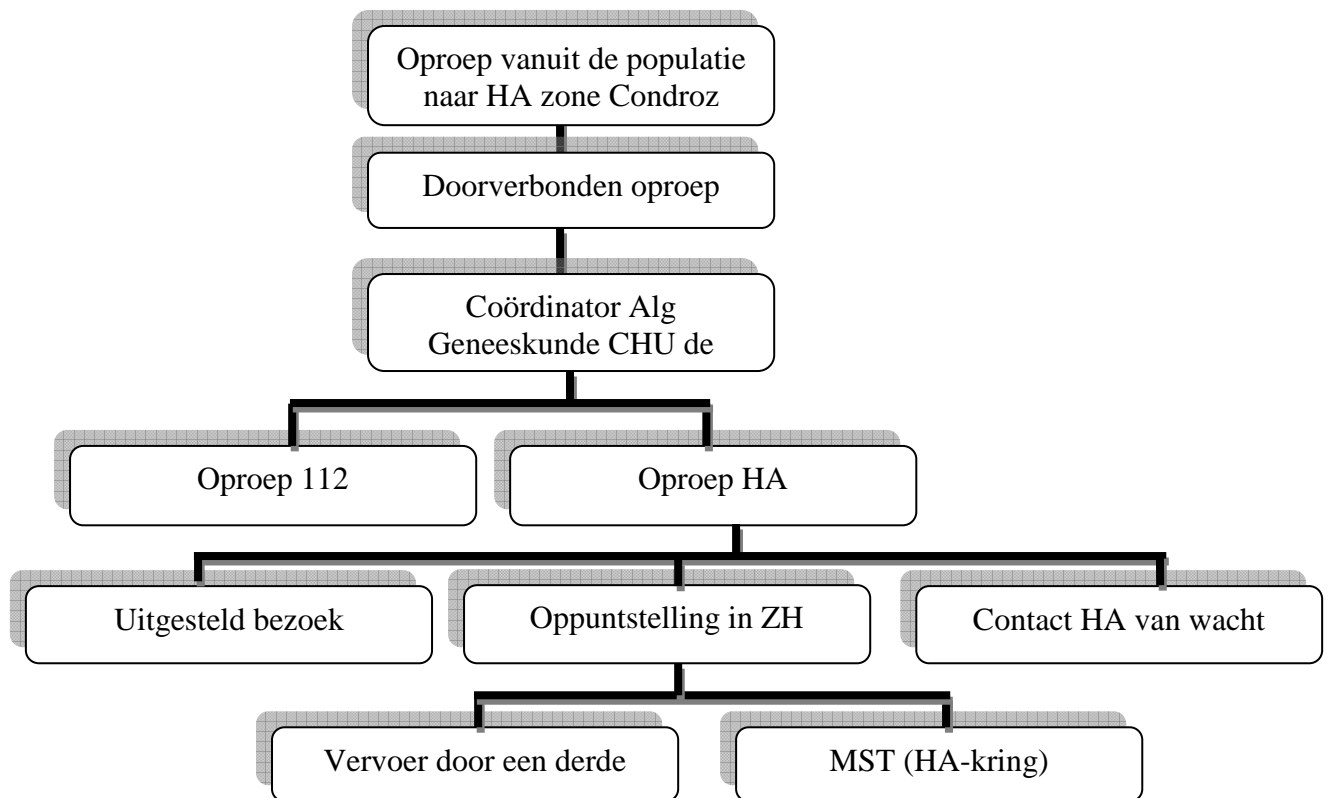 Oproep vanuit de populatie
naar HA zone Condroz
Doorverbonden oproep
Coördinator Alg
Geneeskunde CHU de
Oproep 112
Oproep HA
Uitgesteld bezoek
Oppuntstelling in ZH
Contact HA van wacht
Vervoer door een derde
MST (HA-kring)